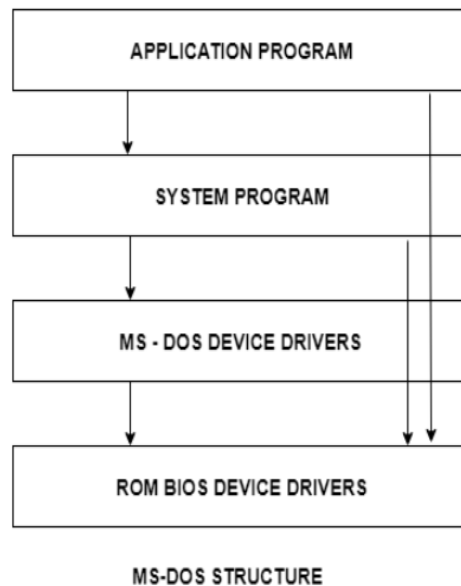 APPLICATION PROGRAM
SYSTEM PROGRAM
MS - DOS DEVICE DRIVERS
ROM BIOS DEVICE DRIVERS
MS-DOS STRUCTURE